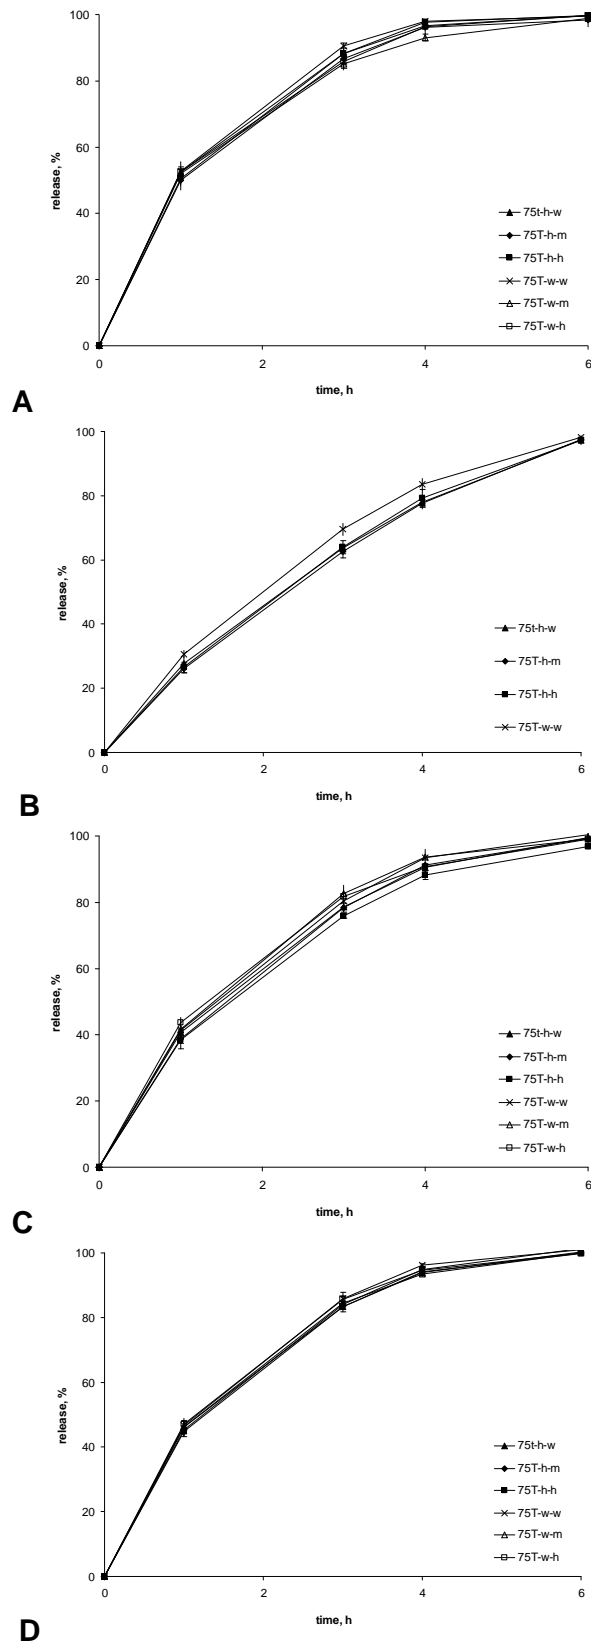 100
80
60
40
20
0
release, %
0 2 4 6
time, h
75t-h-w
75T-h-m
75T-h-h
75T-w-w
75T-w-m
75T-w-h
A
100
80
60
40
20
0
release, %
0 2 4 6
time, h
75t-h-w
75T-h-m
75T-h-h
75T-w-w
B
100
80
60
40
20
0
release, %
0 2 4 6
time, h
75t-h-w
75T-h-m
75T-h-h
75T-w-w
75T-w-m
75T-w-h
C
100
80
60
40
20
0
release, %
0 2 4 6
time, h
75t-h-w
75T-h-m
75T-h-h
75T-w-w
75T-w-m
75T-w-h
D